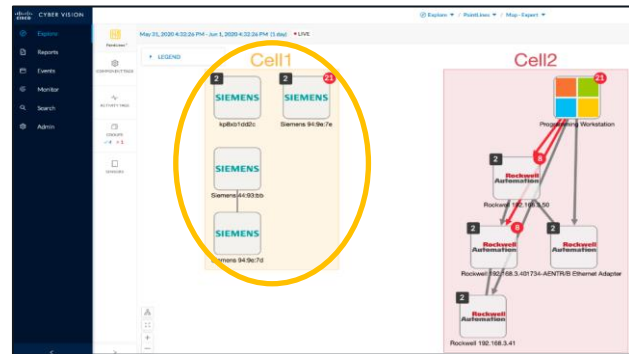 cisco
CYBER VISION
Explore / PointLines / Map - Expert
Explore
Reports
Events
Monitor
Search
Admin
May 31, 2020 4:32:26 PM - Jun 1, 2020 4:32:26 PM (1 day) • LIVE
LEGEND
GROUPS
SENSORS
Cell1
2
SIEMENS
kp8xb1dd2c
2
21
SIEMENS
Siemens 94:9e:7e
SIEMENS
Siemens 44:93:bb
SIEMENS
Siemens 94:9e:7d
Cell2
21
Programming Workstation
2
8
Rockwell
Automation
Rockwell 192.168.3.50
2
8
Rockwell
Automation
2
Rockwell
Automation
Rockwell 192.168.3.401734-AENTR/B Ethernet Adapter
2
Rockwell
Automation
Rockwell 192.168.3.41